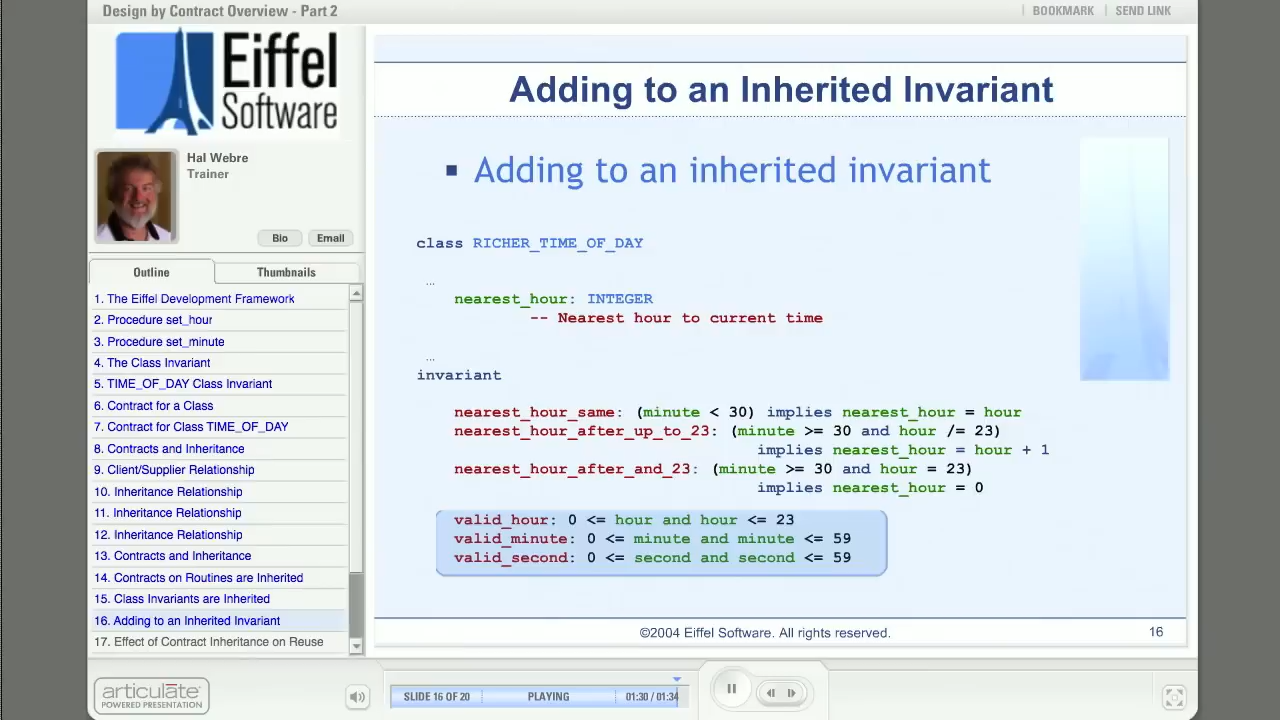 Design by Contract Overview - Part 2
BOOKMARK
SEND LINK
Eiffel
Software
Hal Webre
Trainer
Bio
Email
Outline
Thumbnails
1. The Eiffel Development Framework
2. Procedure set_hour
3. Procedure set_minute
4. The Class Invariant
5. TIME_OF_DAY Class Invariant
6. Contract for a Class
7. Contract for Class TIME_OF_DAY
8. Contracts and Inheritance
9. Client/Supplier Relationship
10. Inheritance Relationship
11. Inheritance Relationship
12. Inheritance Relationship
13. Contracts and Inheritance
14. Contracts on Routines are Inherited
15. Class Invariants are Inherited
16. Adding to an Inherited Invariant
17. Effect of Contract Inheritance on Reuse
Adding to an Inherited Invariant
▪ Adding to an inherited invariant
class RICHER_TIME_OF_DAY
…
nearest_hour: INTEGER
-- Nearest hour to current time
…
invariant
nearest_hour_same: (minute < 30) implies nearest_hour = hour
nearest_hour_after_up_to_23: (minute >= 30 and hour /= 23)
implies nearest_hour = hour + 1
nearest_hour_after_and_23: (minute >= 30 and hour = 23)
implies nearest_hour = 0
valid_hour: 0 <= hour and hour <= 23
valid_minute: 0 <= minute and minute <= 59
valid_second: 0 <= second and second <= 59
©2004 Eiffel Software. All rights reserved.
16
articulate
POWERED PRESENTATION
SLIDE 16 OF 20
PLAYING
01:30 / 01:34